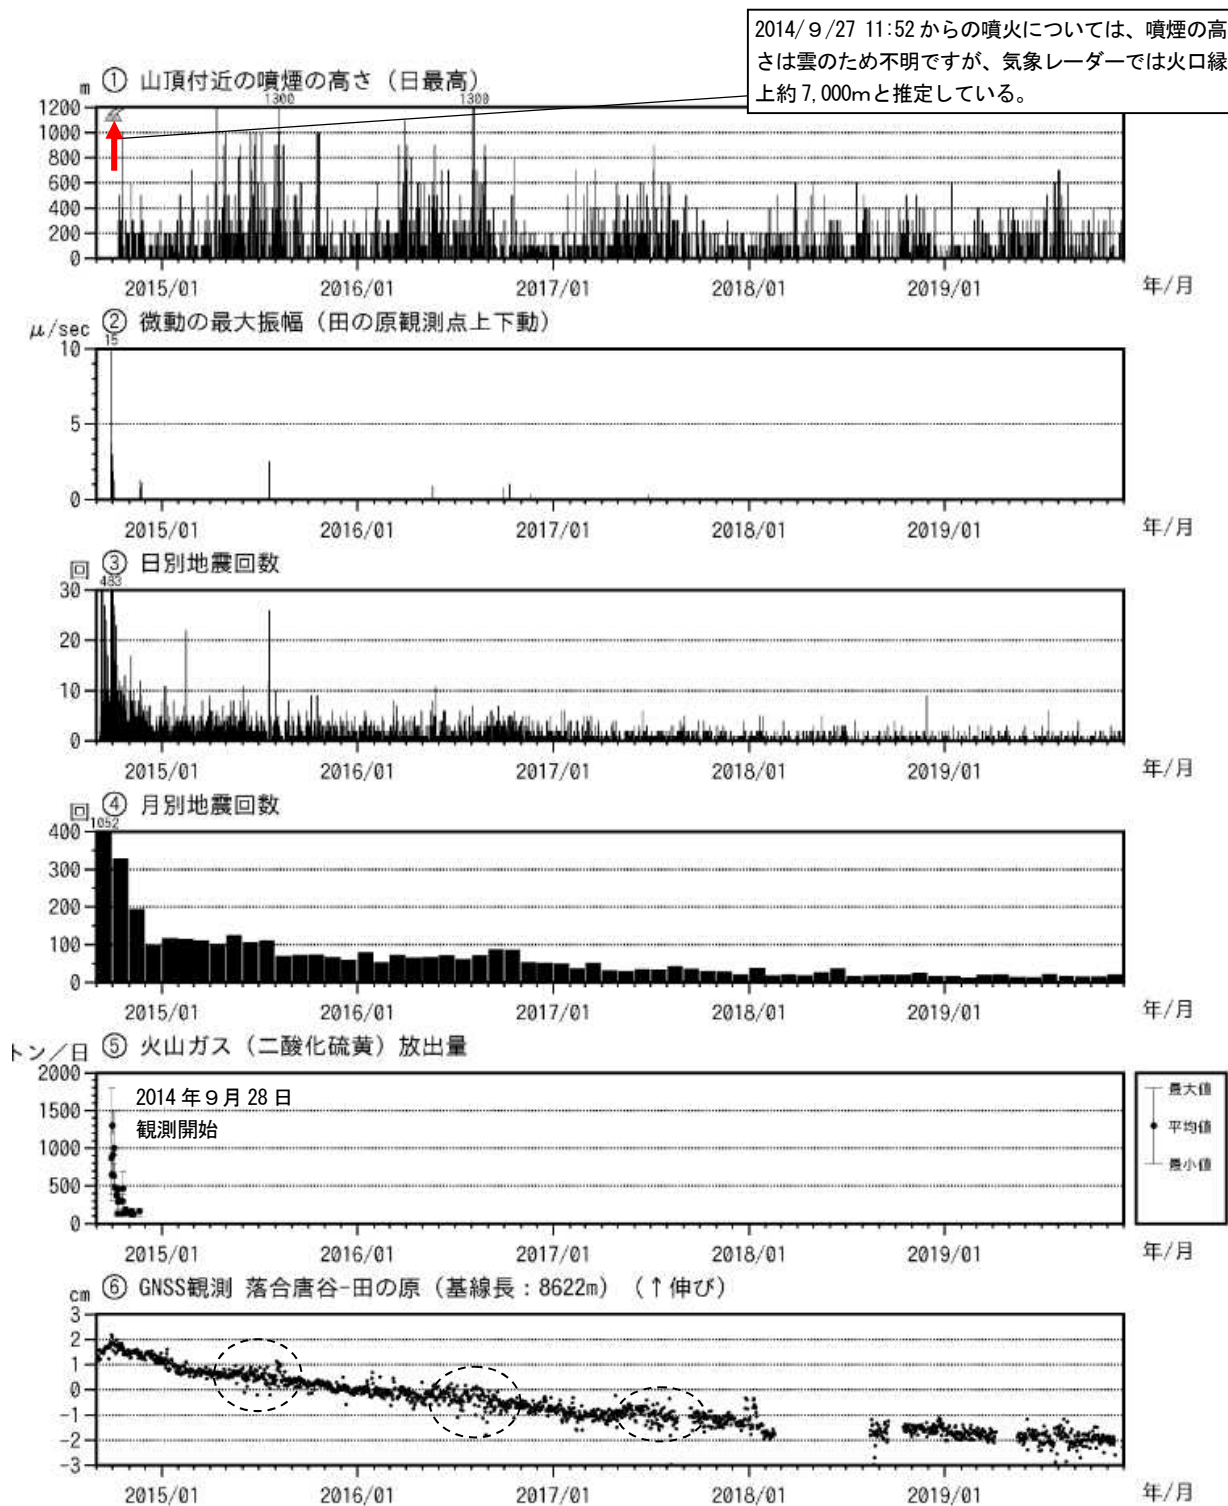 2014/９/27 11:52からの噴火については、噴煙の高
さは雲のため不明ですが、気象レーダーでは火口縁
上約7,000ｍと推定している。
m ① 山頂付近の噴煙の高さ（日最高）
1300 1300
1200
1000
800
600
400
200
0
2015/01 2016/01 2017/01 2018/01 2019/01 年/月
μ/sec ② 微動の最大振幅（田の原観測点上下動）
15
10
5
0
2015/01 2016/01 2017/01 2018/01 2019/01 年/月
回 ③ 日別地震回数
483
30
20
10
0
2015/01 2016/01 2017/01 2018/01 2019/01 年/月
回 ④ 月別地震回数
1052
400
300
200
100
0
2015/01 2016/01 2017/01 2018/01 2019/01 年/月
トン／日 ⑤ 火山ガス（二酸化硫黄）放出量
2000
1500
1000
500
0
2014年９月28日
観測開始
最大値
平均値
最小値
2015/01 2016/01 2017/01 2018/01 2019/01 年/月
cm ⑥ GNSS観測 落合唐谷-田の原（基線長：8622m）（↑伸び）
3
2
1
0
-1
-2
-3
2015/01 2016/01 2017/01 2018/01 2019/01 年/月